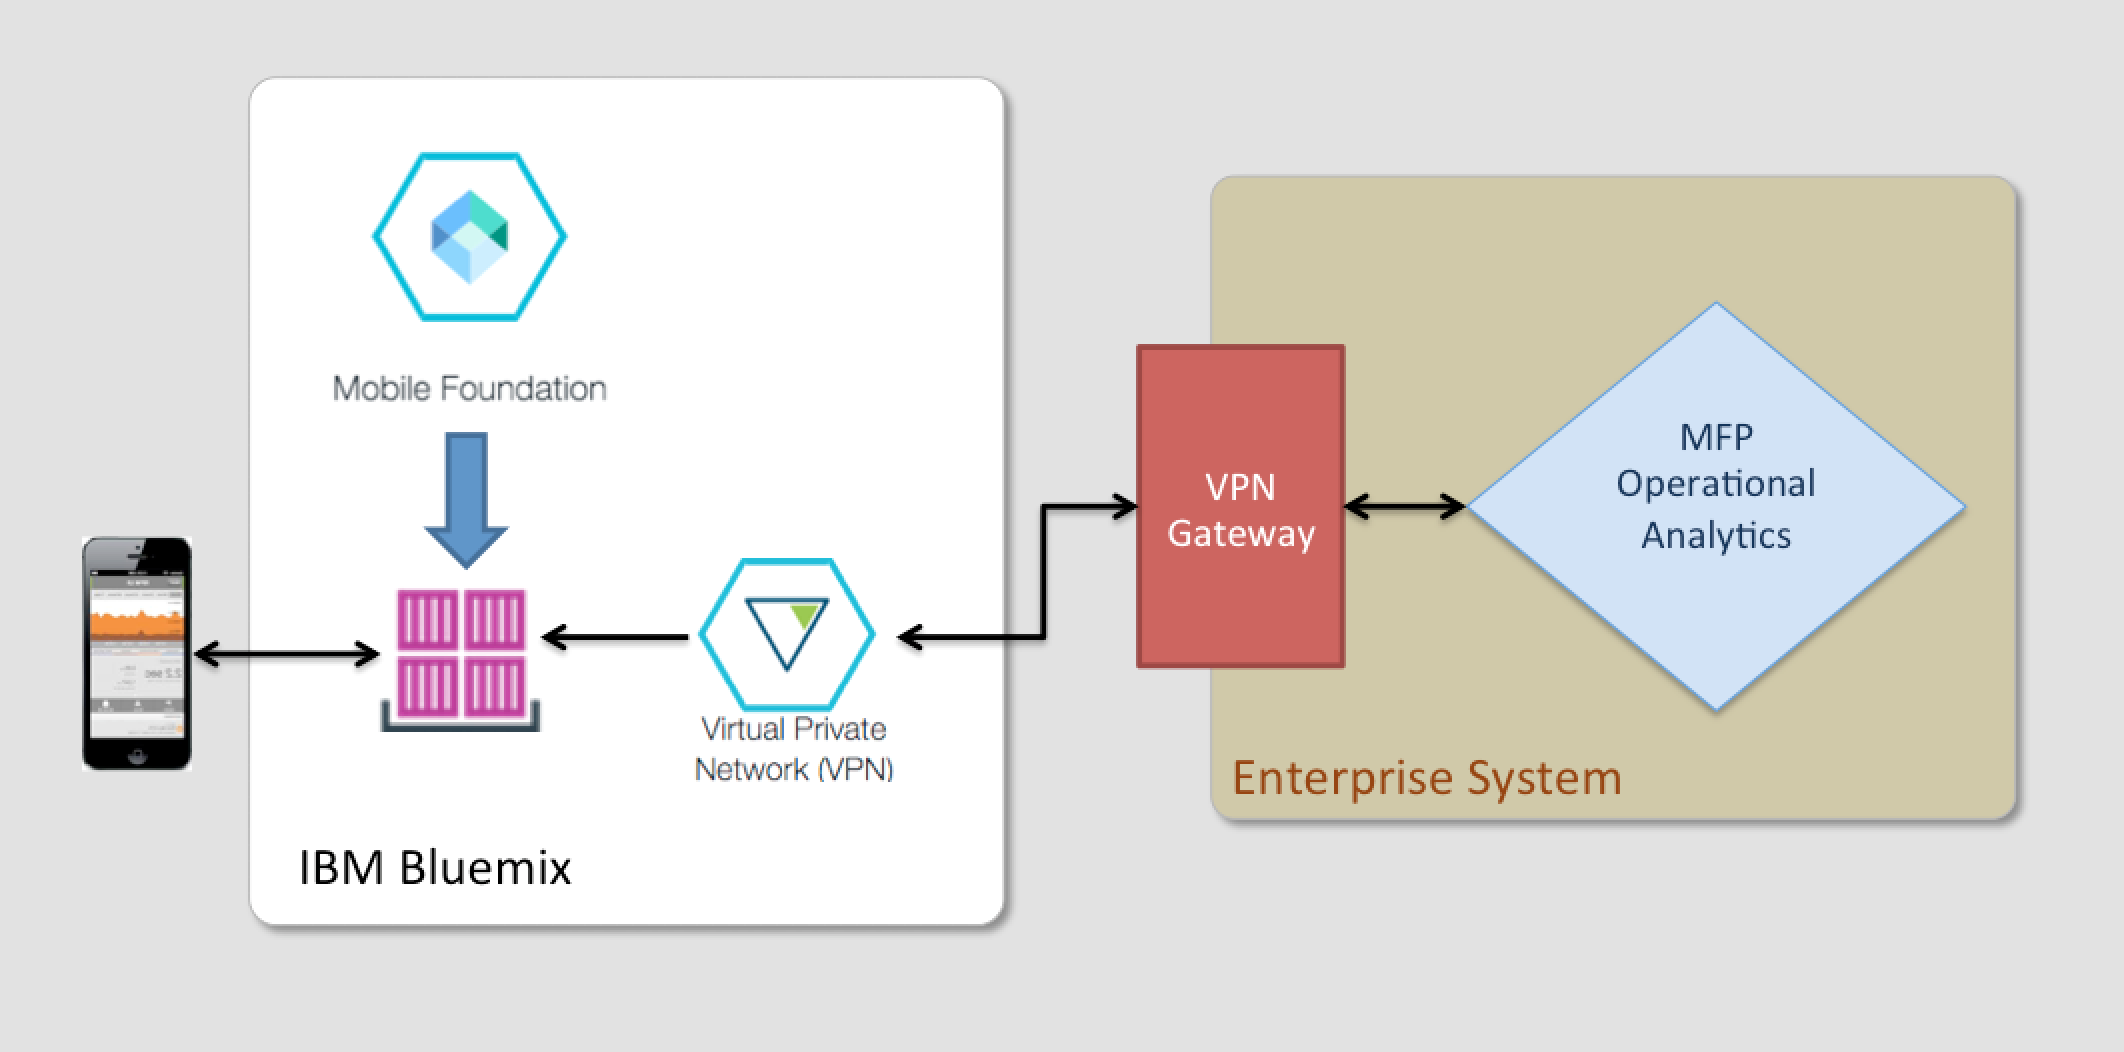 Mobile Foundation
Virtual Private
Network (VPN)
IBM Bluemix
VPN
Gateway
MFP
Operational
Analytics
Enterprise System